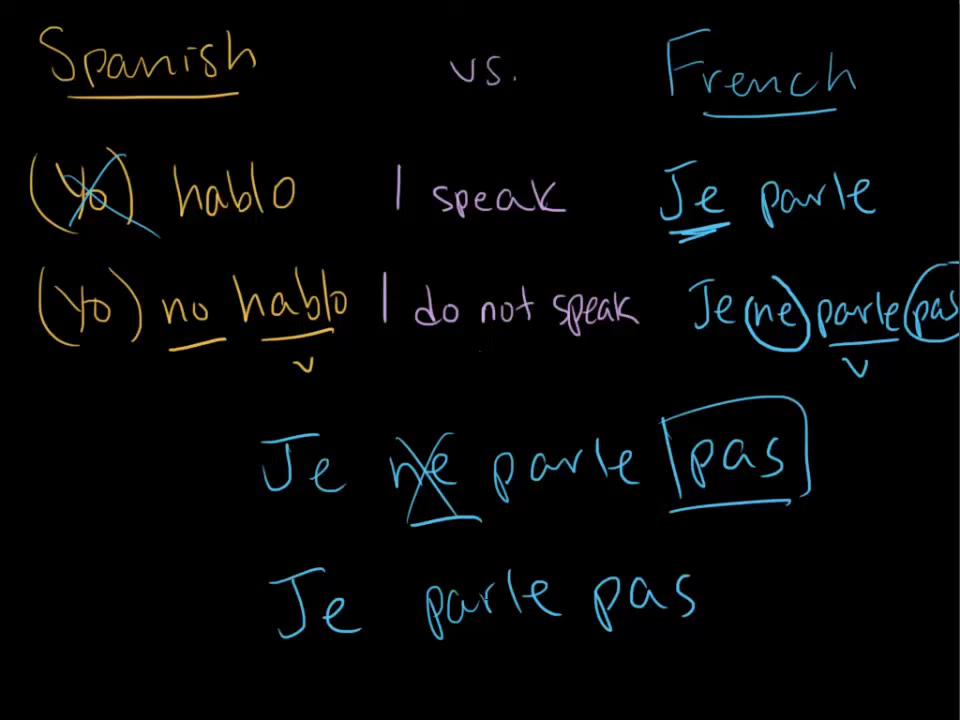 Spanish vs. French
(Yo) hablo I speak Je parle
(Yo) no hablo I do not speak Je ne parle pas
v v
Je ne parle pas
Je parle pas